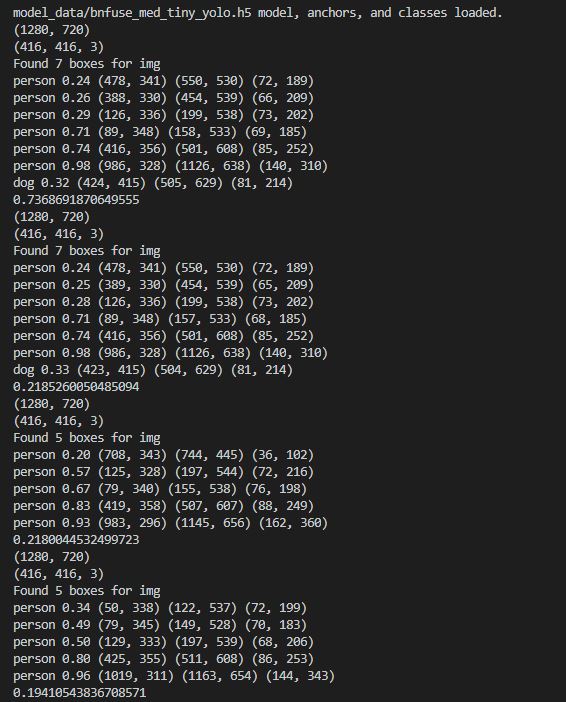 model_data/bnfuse_med_tiny_yolo.h5 model, anchors, and classes loaded.
(1280, 720)
(416, 416, 3)
Found 7 boxes for img
person 0.24 (478, 341) (550, 530) (72, 189)
person 0.26 (388, 330) (454, 539) (66, 209)
person 0.29 (126, 336) (199, 538) (73, 202)
person 0.71 (89, 348) (158, 533) (69, 185)
person 0.74 (416, 356) (501, 608) (85, 252)
person 0.98 (986, 328) (1126, 638) (140, 310)
dog 0.32 (424, 415) (505, 629) (81, 214)
0.7368691870649555
(1280, 720)
(416, 416, 3)
Found 7 boxes for img
person 0.24 (478, 341) (550, 530) (72, 189)
person 0.25 (389, 330) (454, 539) (65, 209)
person 0.28 (126, 336) (199, 538) (73, 202)
person 0.71 (89, 348) (157, 533) (68, 185)
person 0.74 (416, 356) (501, 608) (85, 252)
person 0.98 (986, 328) (1126, 638) (140, 310)
dog 0.33 (423, 415) (504, 629) (81, 214)
0.2185260050485094
(1280, 720)
(416, 416, 3)
Found 5 boxes for img
person 0.20 (708, 343) (744, 445) (36, 102)
person 0.57 (125, 328) (197, 544) (72, 216)
person 0.67 (79, 340) (155, 538) (76, 198)
person 0.83 (419, 358) (507, 607) (88, 249)
person 0.93 (983, 296) (1145, 656) (162, 360)
0.2180044532499723
(1280, 720)
(416, 416, 3)
Found 5 boxes for img
person 0.34 (50, 338) (122, 537) (72, 199)
person 0.49 (79, 345) (149, 528) (70, 183)
person 0.50 (129, 333) (197, 539) (68, 206)
person 0.80 (425, 355) (511, 608) (86, 253)
person 0.96 (1019, 311) (1163, 654) (144, 343)
0.19410543836708571